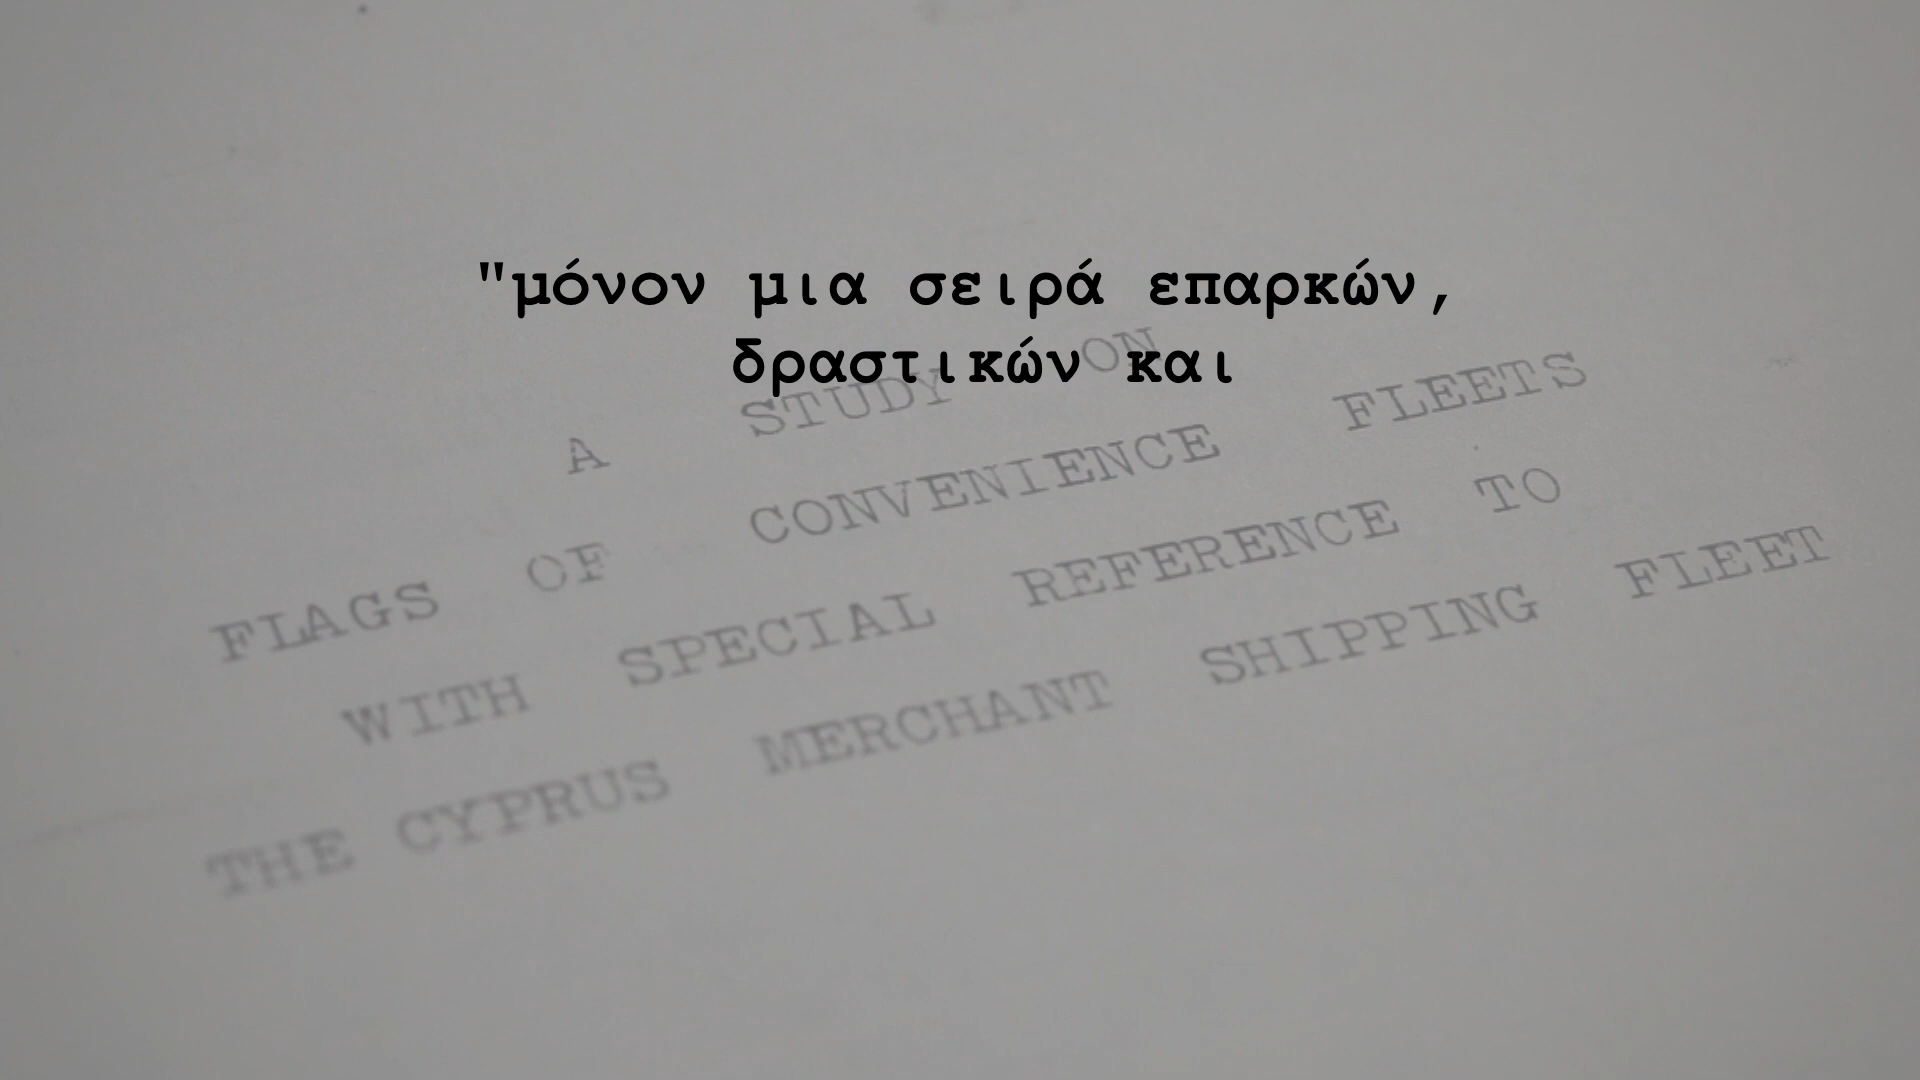 "μόνον μια σειρά επαρκών,
δραστικών και
A STUDY ON
FLAGS OF CONVENIENCE FLEETS
WITH SPECIAL REFERENCE TO
THE CYPRUS MERCHANT SHIPPING FLEET